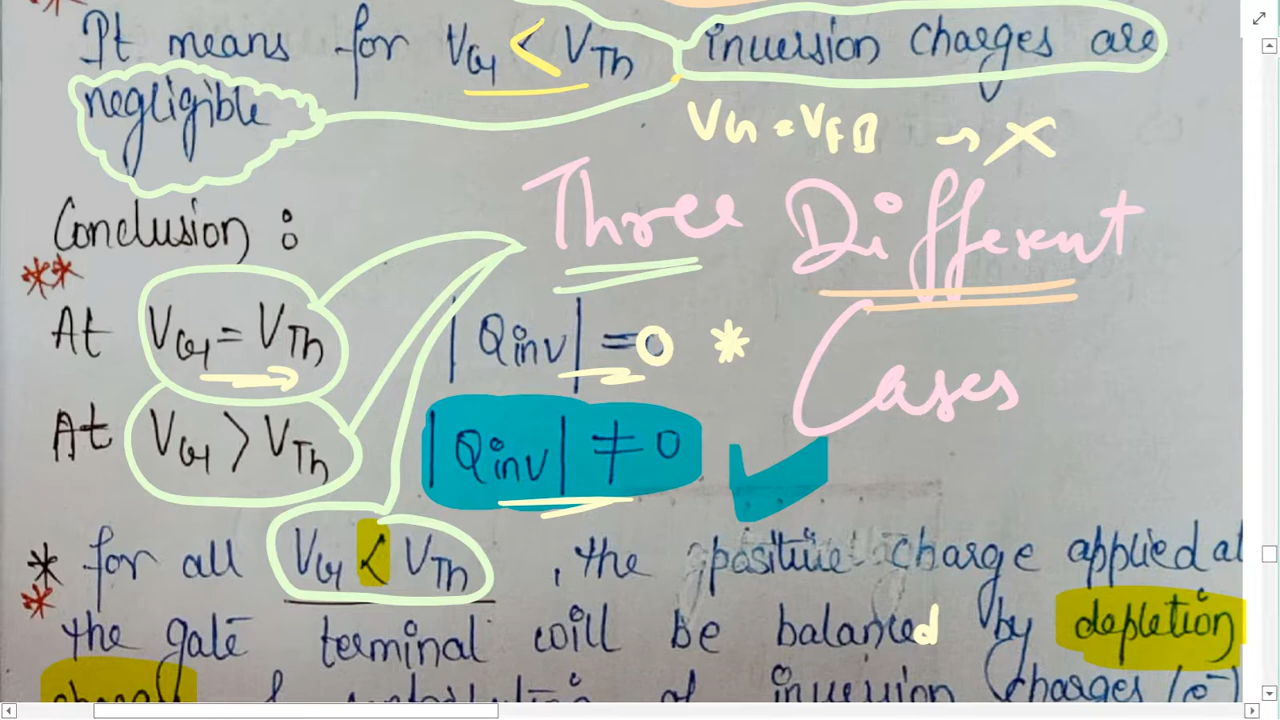 It means for VG < VTh inversion charges are
negligible
VG = VFB → X
Three Different
Cases
Conclusion :
** At VG = VTh |Qinv| = 0 *
At VG > VTh |Qinv| ≠ 0 ✓
* for all VG < VTh , the positive charge applied at
* the gate terminal will be balanced by depletion
inversion charges (e-)